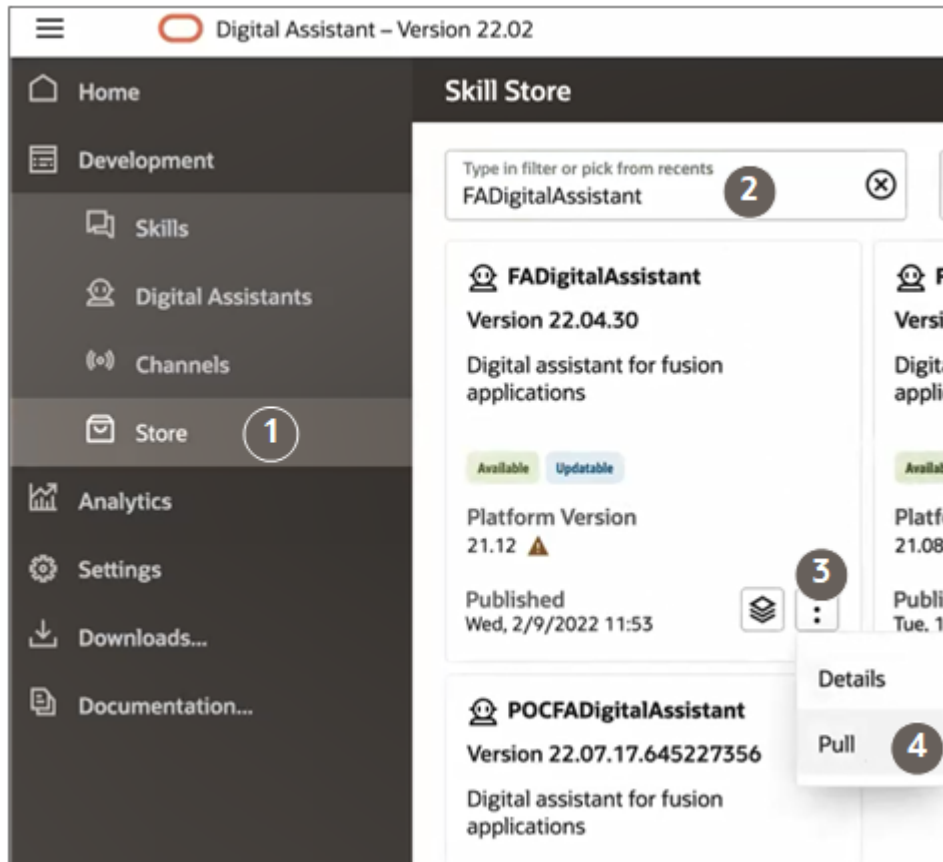 Digital Assistant – Version 22.02
Home
Development
Skills
Digital Assistants
Channels
Store
1
Analytics
Settings
Downloads...
Documentation...
Skill Store
Type in filter or pick from recents
FADigitalAssistant
2
FADigitalAssistant
Version 22.04.30
Digital assistant for fusion
applications
Available Updatable
Platform Version
21.12
Published
Wed, 2/9/2022 11:53
3
Details
Pull
4
POCFADigitalAssistant
Version 22.07.17.645227356
Digital assistant for fusion
applications
21.08